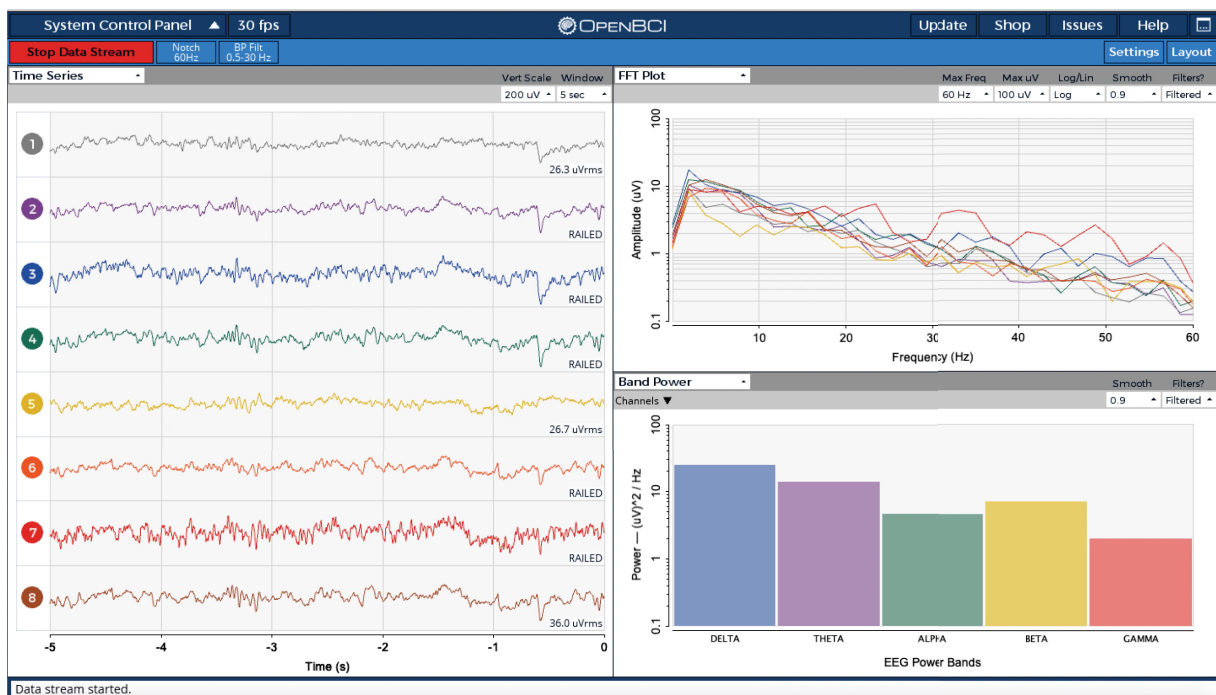 System Control Panel 30 fps OPENBCI Update Shop Issues Help
Stop Data Stream Notch 60Hz BP Filt 0.5-30 Hz Settings Layout
Time Series
Vert Scale Window
200 uV 5 sec
1
26.3 uVrms
2
RAILED
3
RAILED
4
RAILED
5
26.7 uVrms
6
RAILED
7
RAILED
8
36.0 uVrms
-5 -4 -3 -2 -1 0
Time (s)
FFT Plot
Max Freq Max uV Log/Lin Smooth Filters?
60 Hz 100 uV Log 0.9 Filtered
100
10
1
0.1
Amplitude (uV)
10 20 30 40 50 60
Frequency (Hz)
Band Power
Smooth Filters?
Channels 0.9 Filtered
100
10
1
0.1
Power — (uV)^2 / Hz
DELTA THETA ALPHA BETA GAMMA
EEG Power Bands
Data stream started.